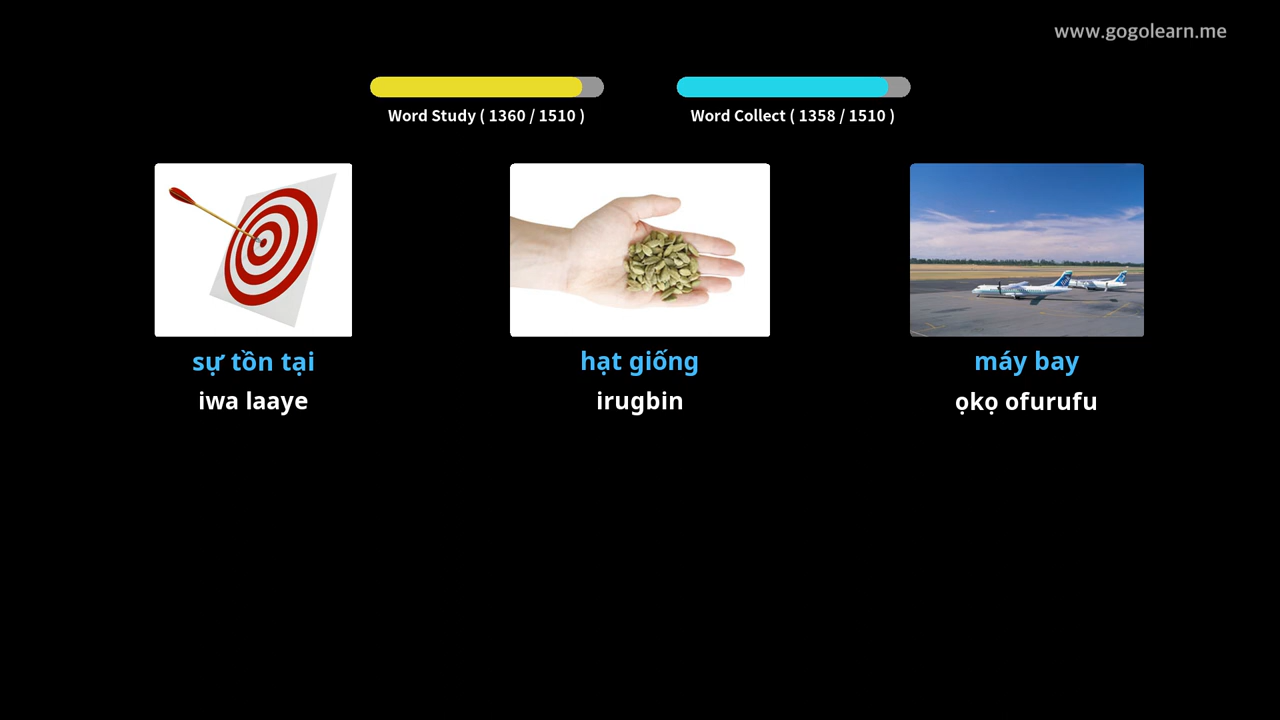 www.gogolearn.me
Word Study ( 1360 / 1510 )
Word Collect ( 1358 / 1510 )
sự tồn tại
iwa laaye
hạt giống
irugbin
máy bay
ọkọ ofurufu